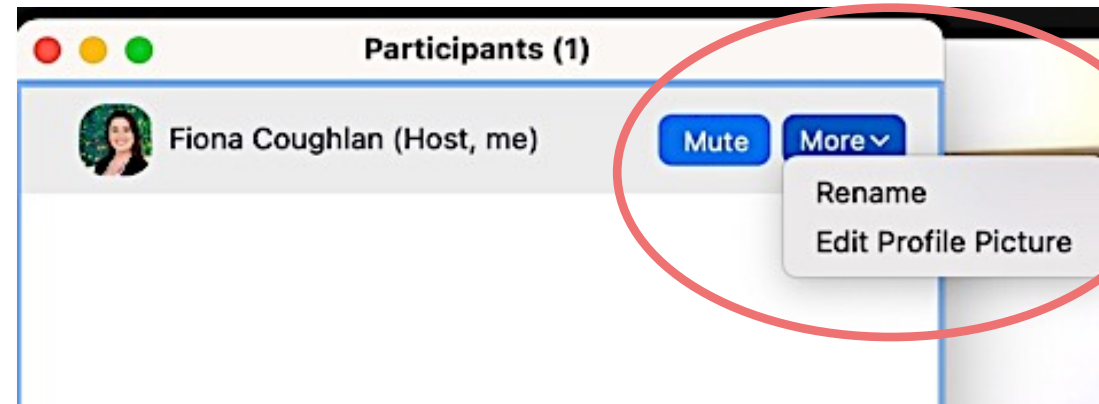 Participants (1)
Fiona Coughlan (Host, me) Mute More
Rename
Edit Profile Picture